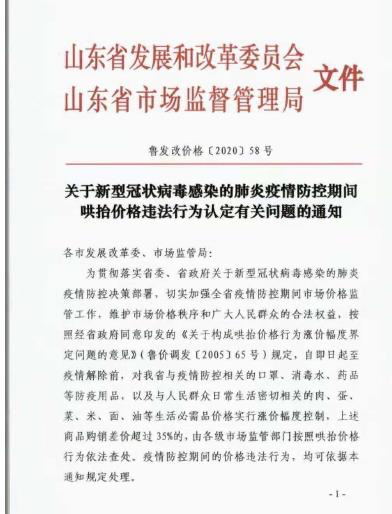 山东省发展和改革委员会
山东省市场监督管理局
文件
鲁发改价格〔2020〕58号
关于新型冠状病毒感染的肺炎疫情防控期间
哄抬价格违法行为认定有关问题的通知
各市发展改革委、市场监管局：
为贯彻落实省委、省政府关于新型冠状病毒感染的肺炎
疫情防控决策部署，切实加强全省疫情防控期间市场价格监
管工作，维护市场价格秩序和广大人民群众的合法权益，按
照经省政府同意印发的《关于构成哄抬价格行为涨价幅度界
定问题的意见》（鲁价调发【2005】65号）规定，自即日起至
疫情解除前，对我省与疫情防控相关的口罩、消毒水、药品
等防疫用品，以及与人民群众日常生活密切相关的肉、蛋、
菜、米、面、油等生活必需品价格实行涨价幅度控制，上述
商品购销差价超过35%的，由各级市场监管部门按照哄抬价格
行为依法查处。疫情防控期间的价格违法行为，均可依据本
通知规定处理。
- 1 -